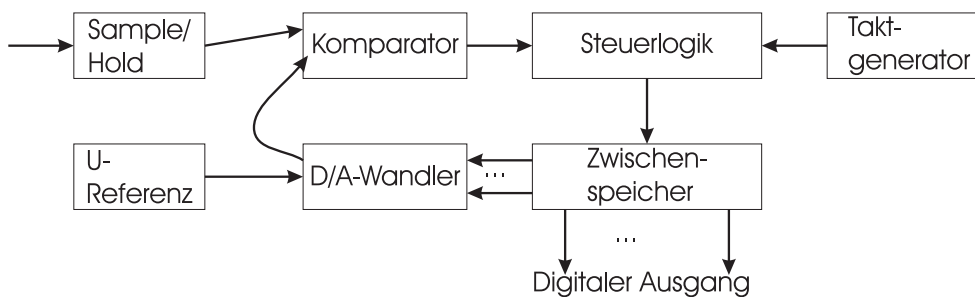 Sample/
Hold
Komparator
Steuerlogik
Takt-
generator
U-
Referenz
D/A-Wandler
...
Zwischen-
speicher
...
Digitaler Ausgang